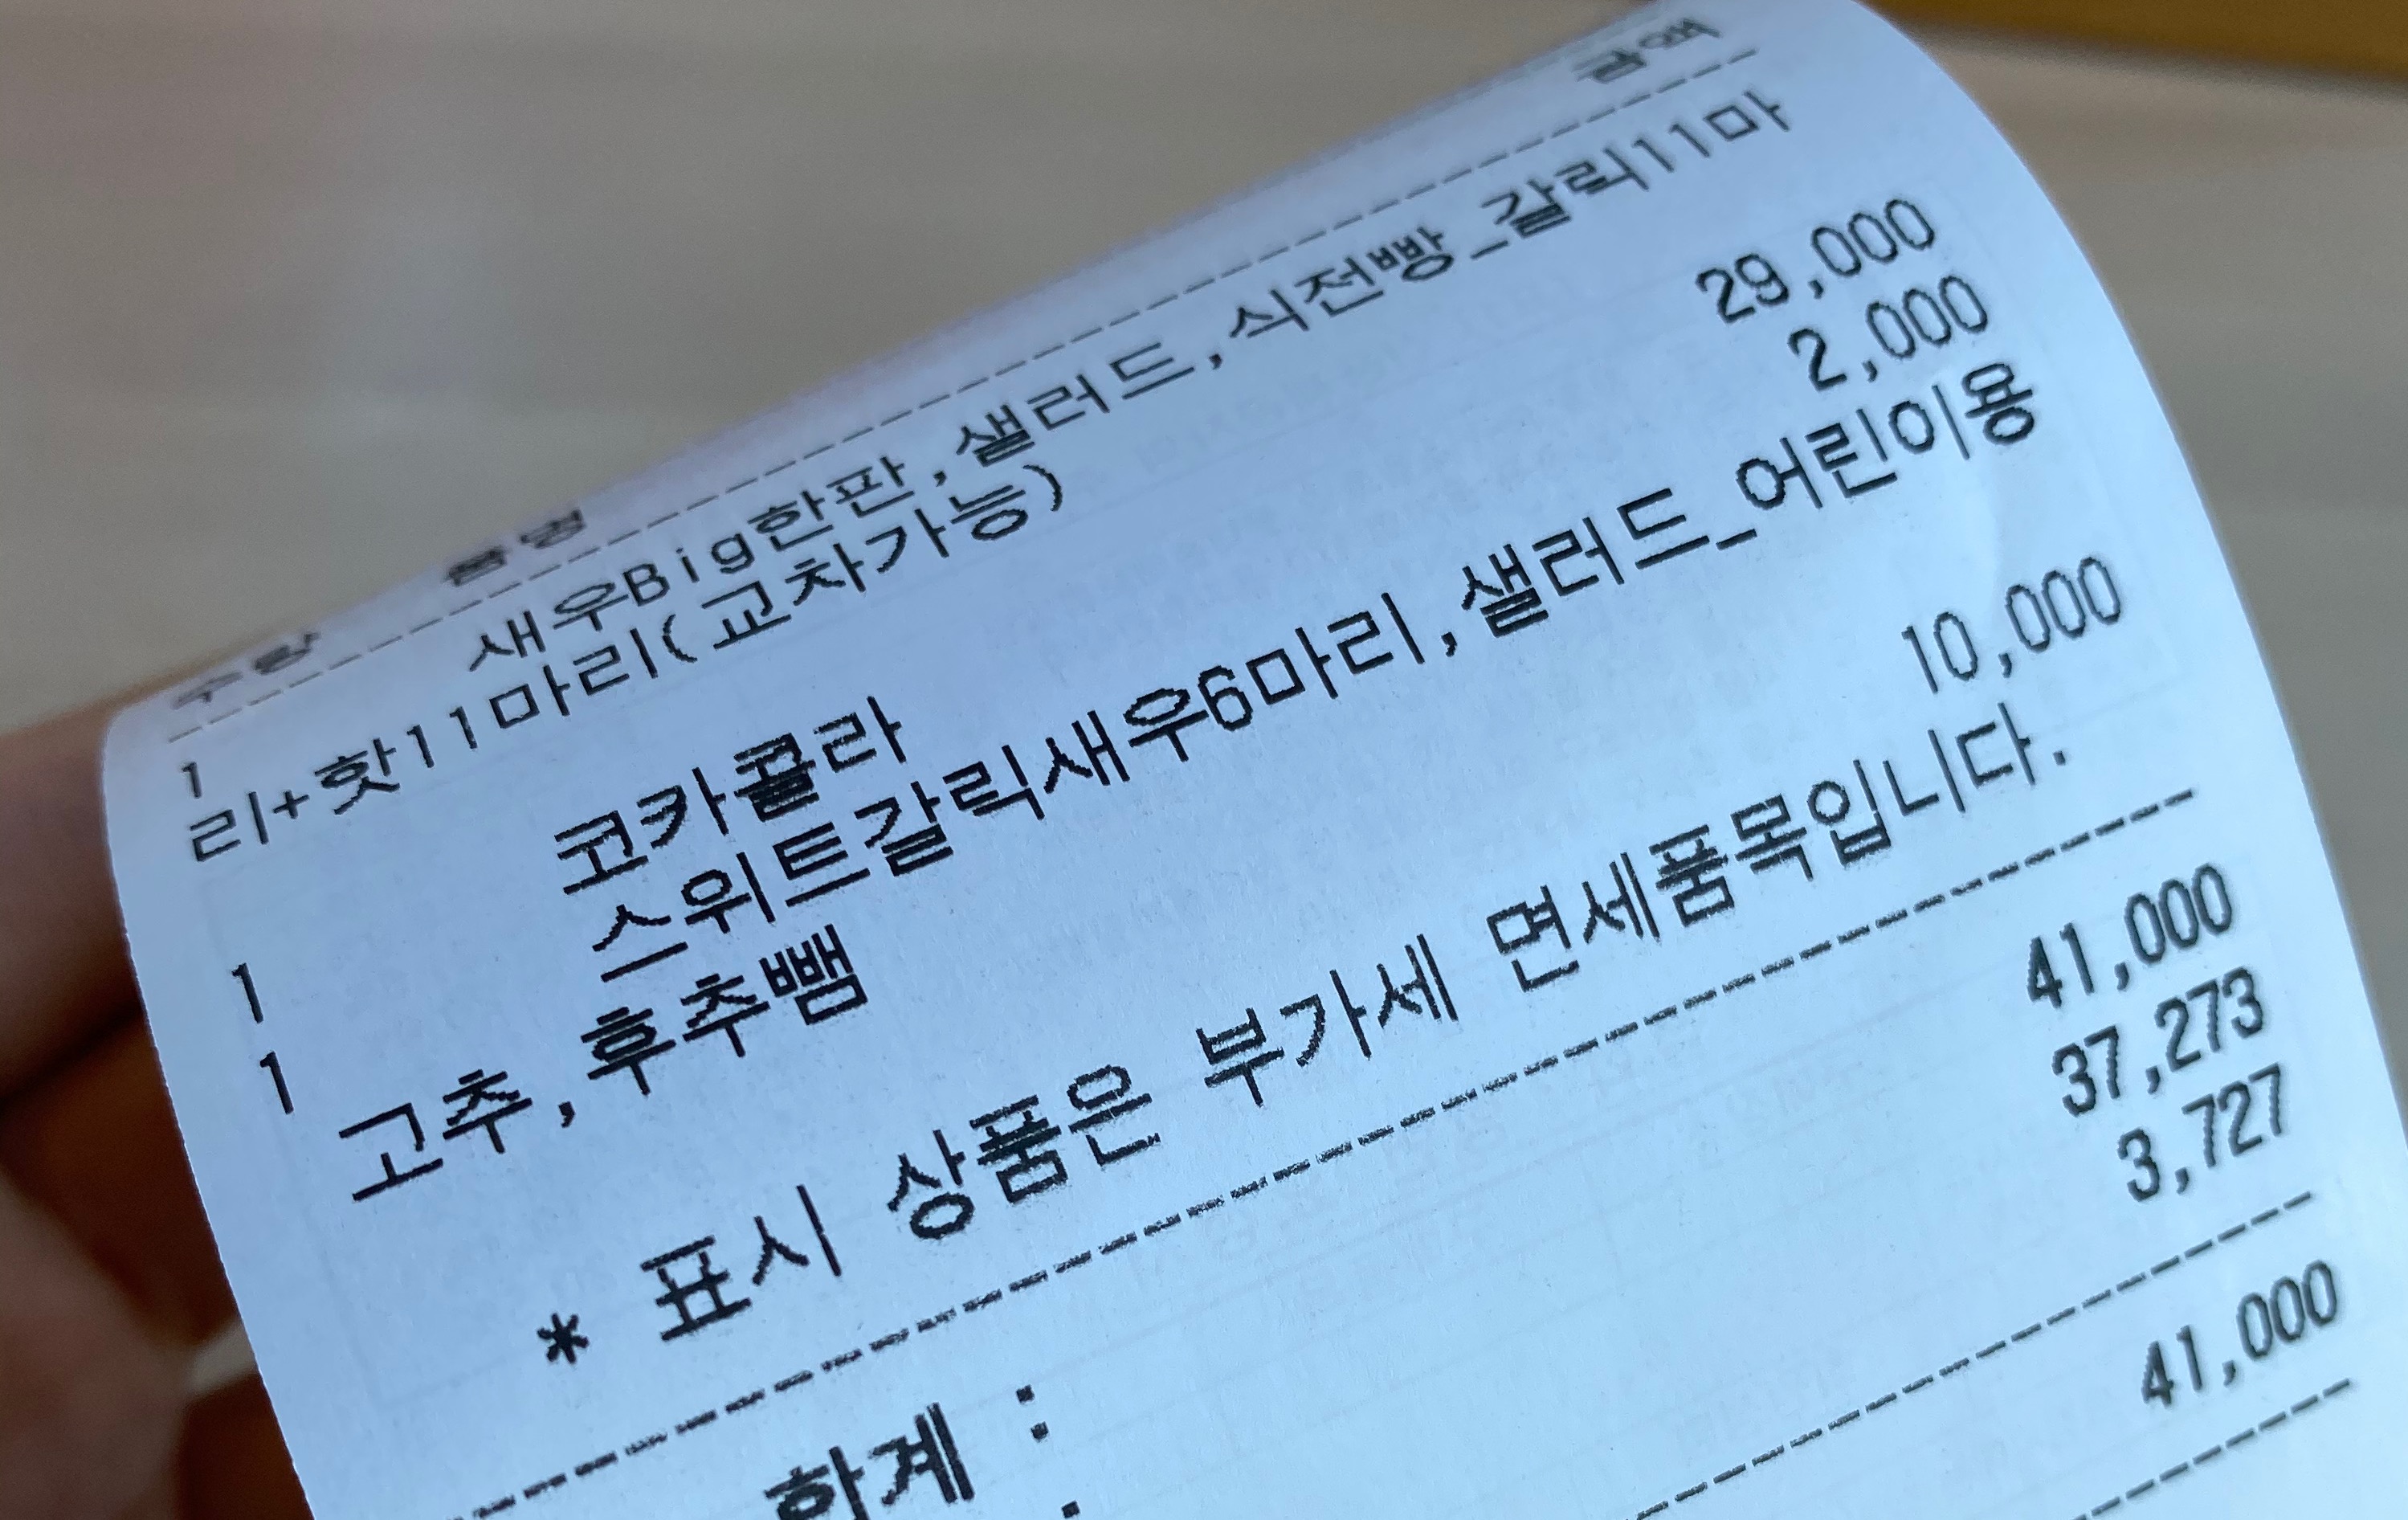 수량 품명 금액
1 새우Big한판,샐러드,식전빵_갈릭11마
리+핫11마리(교차가능)
29,000
1 코카콜라 2,000
1 스위트갈릭새우6마리,샐러드_어린이용
고추,후추뺌 10,000
* 표시 상품은 부가세 면세품목입니다.
합계 : 41,000
37,273
3,727
41,000